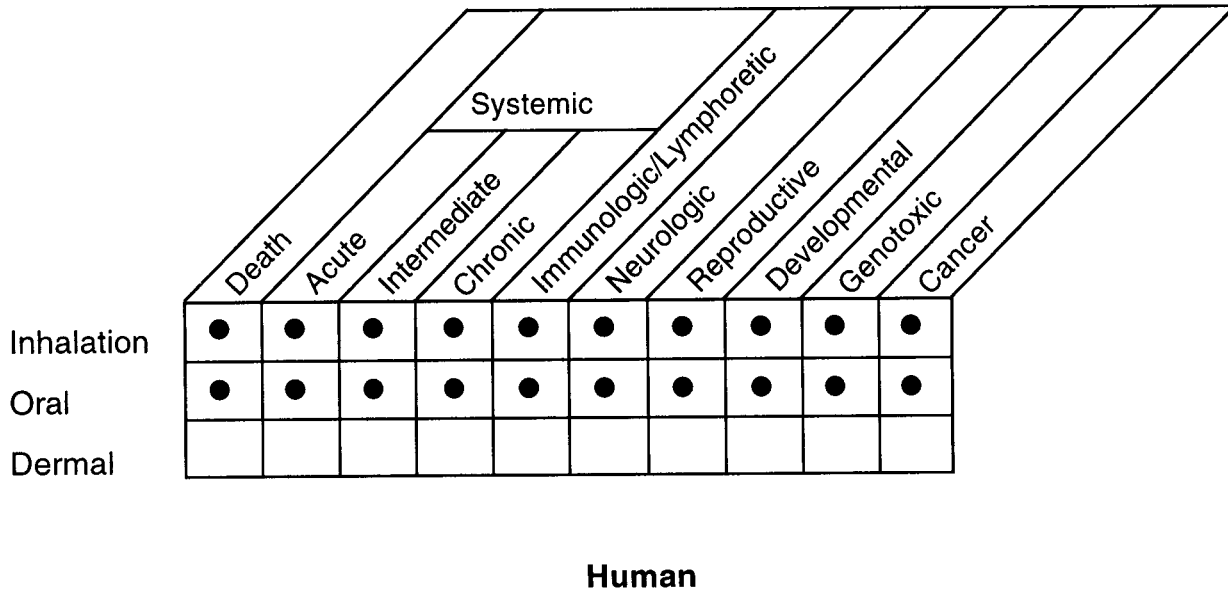 Systemic
Death
Acute
Intermediate
Chronic
Immunologic/Lymphoretic
Neurologic
Reproductive
Developmental
Genotoxic
Cancer
Inhalation
Oral
Dermal
Human